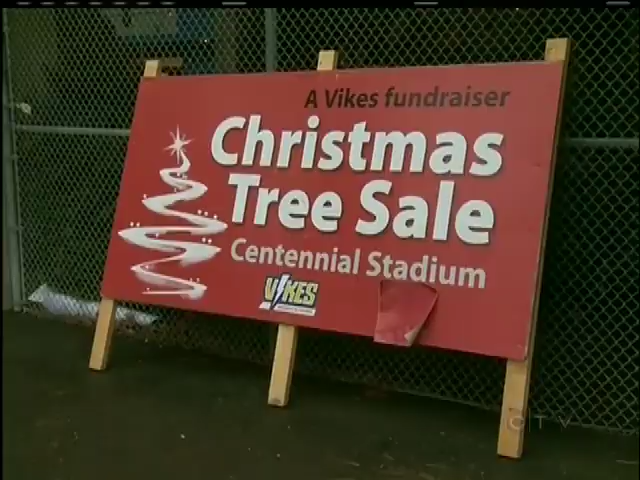 A Vikes fundraiser
Christmas
Tree Sale
Centennial Stadium
VIKES
CTV